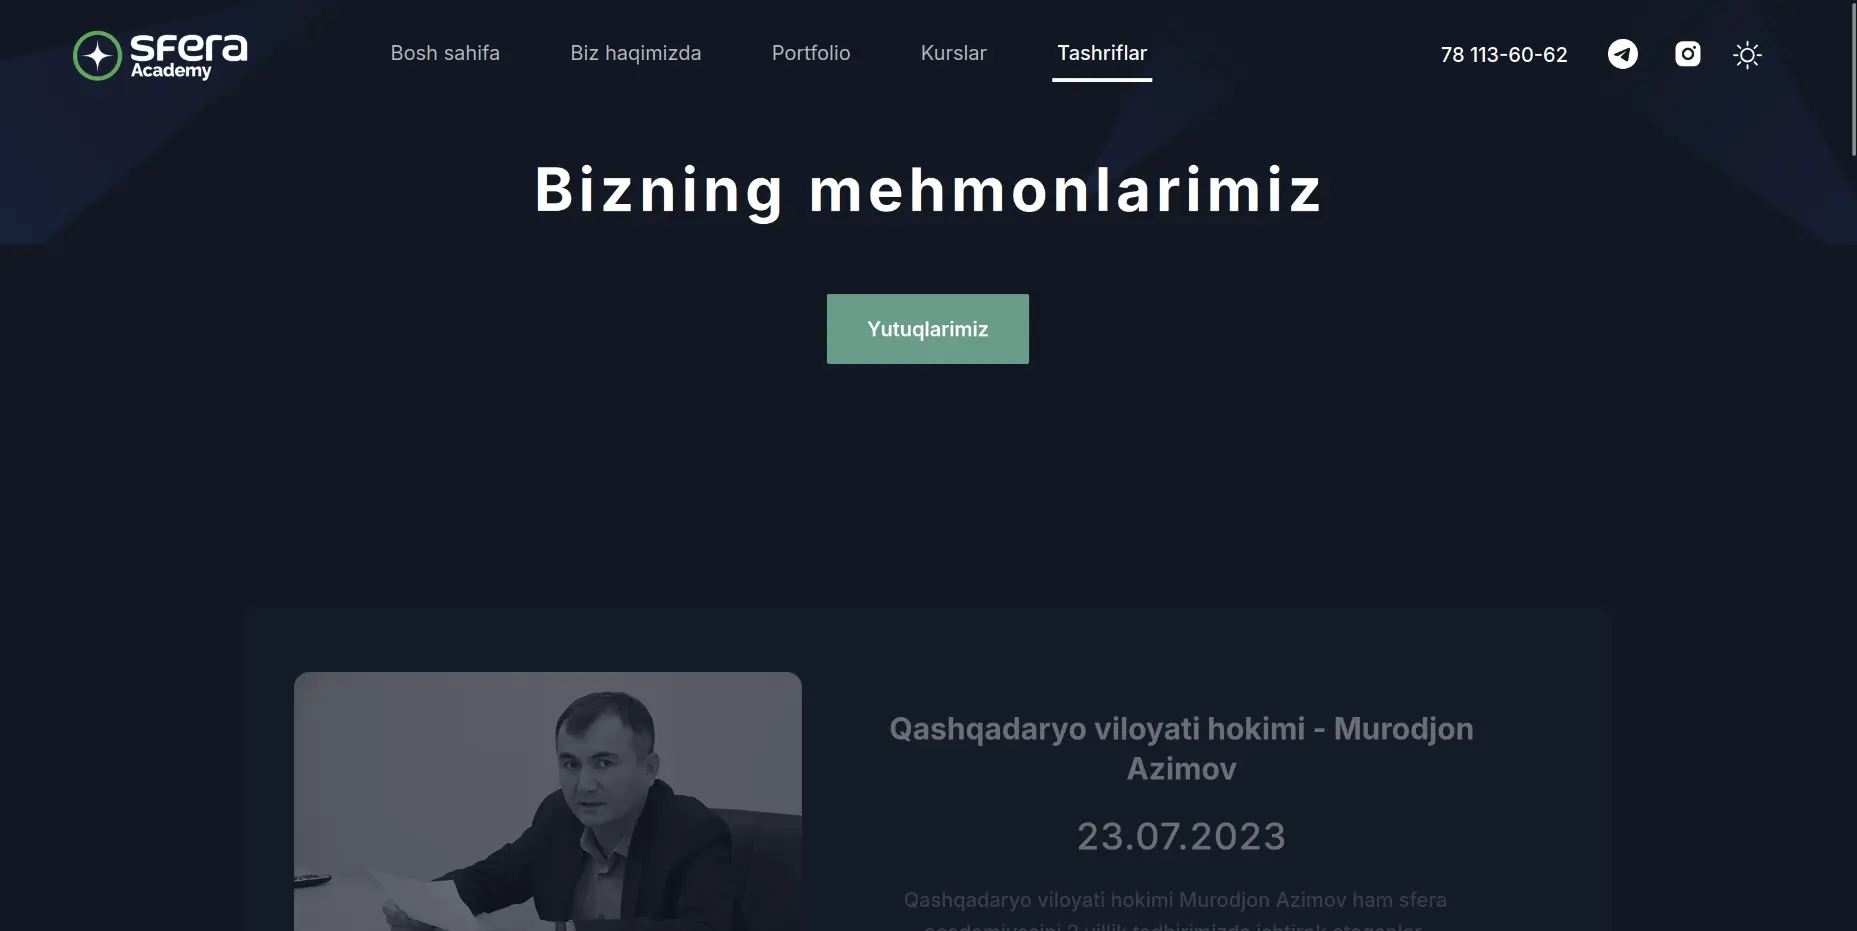 sfera
Academy
Bosh sahifa
Biz haqimizda
Portfolio
Kurslar
Tashriflar
78 113-60-62
Bizning mehmonlarimiz
Yutuqlarimiz
Qashqadaryo viloyati hokimi - Murodjon
Azimov
23.07.2023
Qashqadaryo viloyati hokimi Murodjon Azimov ham sfera